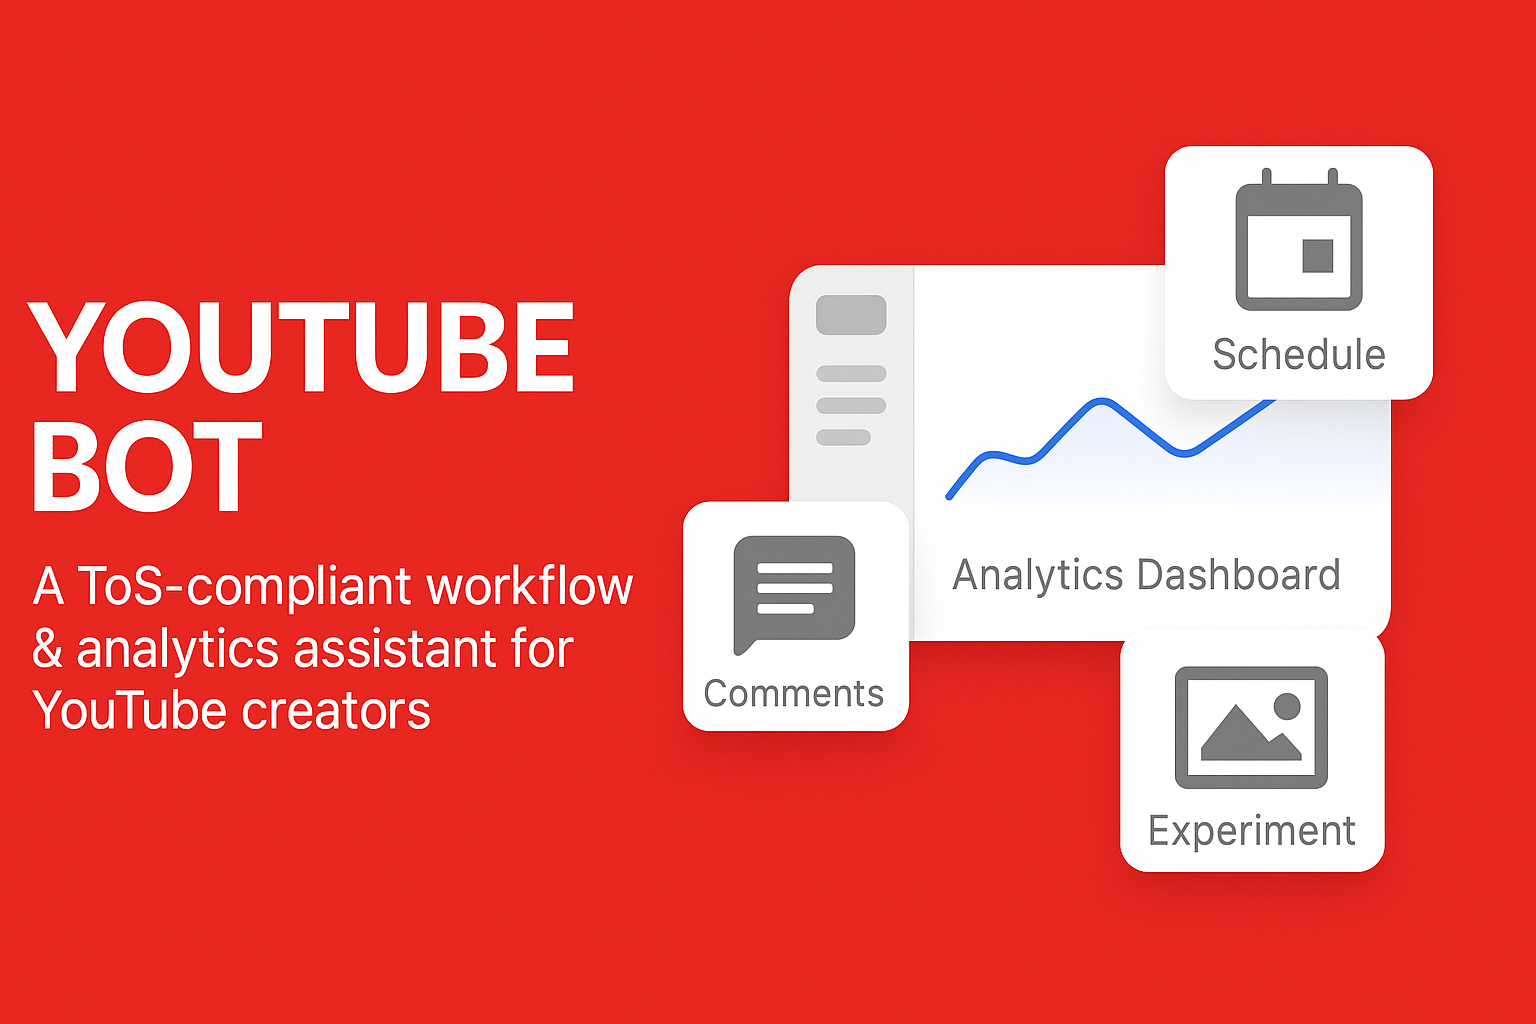 YOUTUBE
BOT
A ToS-compliant workflow
& analytics assistant for
YouTube creators
Schedule
Analytics Dashboard
Comments
Experiment